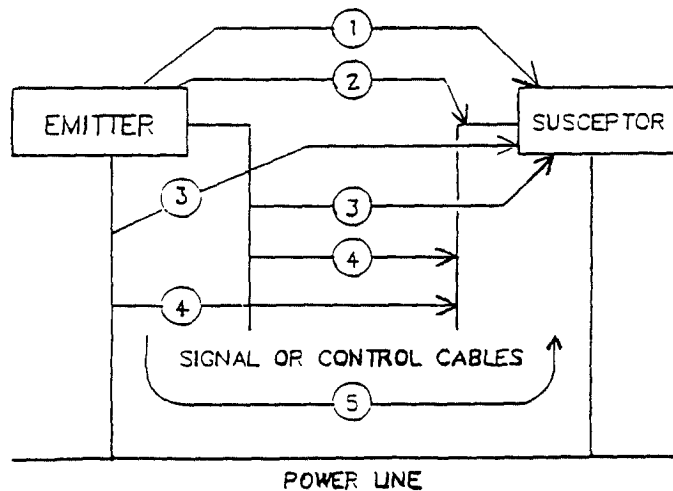 1
2
EMITTER
SUSCEPTOR
3
3
4
4
SIGNAL OR CONTROL CABLES
5
POWER LINE